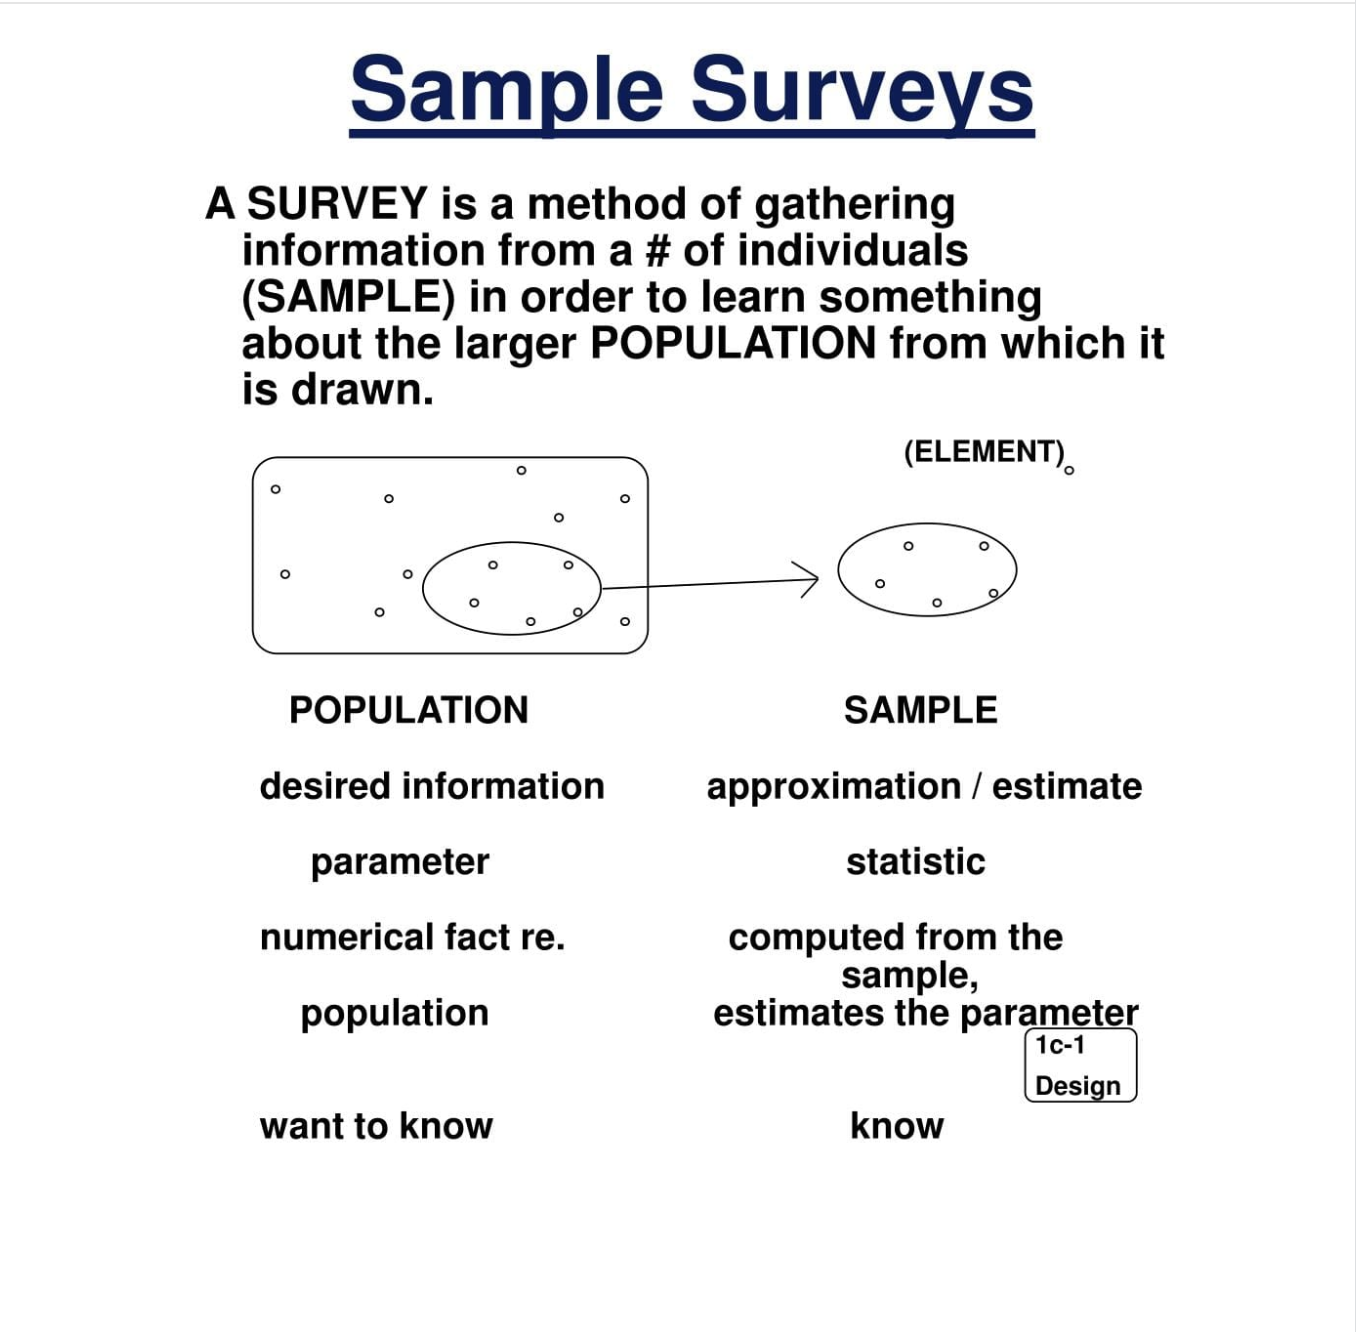 Sample Surveys
A SURVEY is a method of gathering
information from a # of individuals
(SAMPLE) in order to learn something
about the larger POPULATION from which it
is drawn.
(ELEMENT)
POPULATION SAMPLE
desired information approximation / estimate
parameter statistic
numerical fact re. computed from the
sample,
population estimates the parameter
1c-1
Design
want to know know